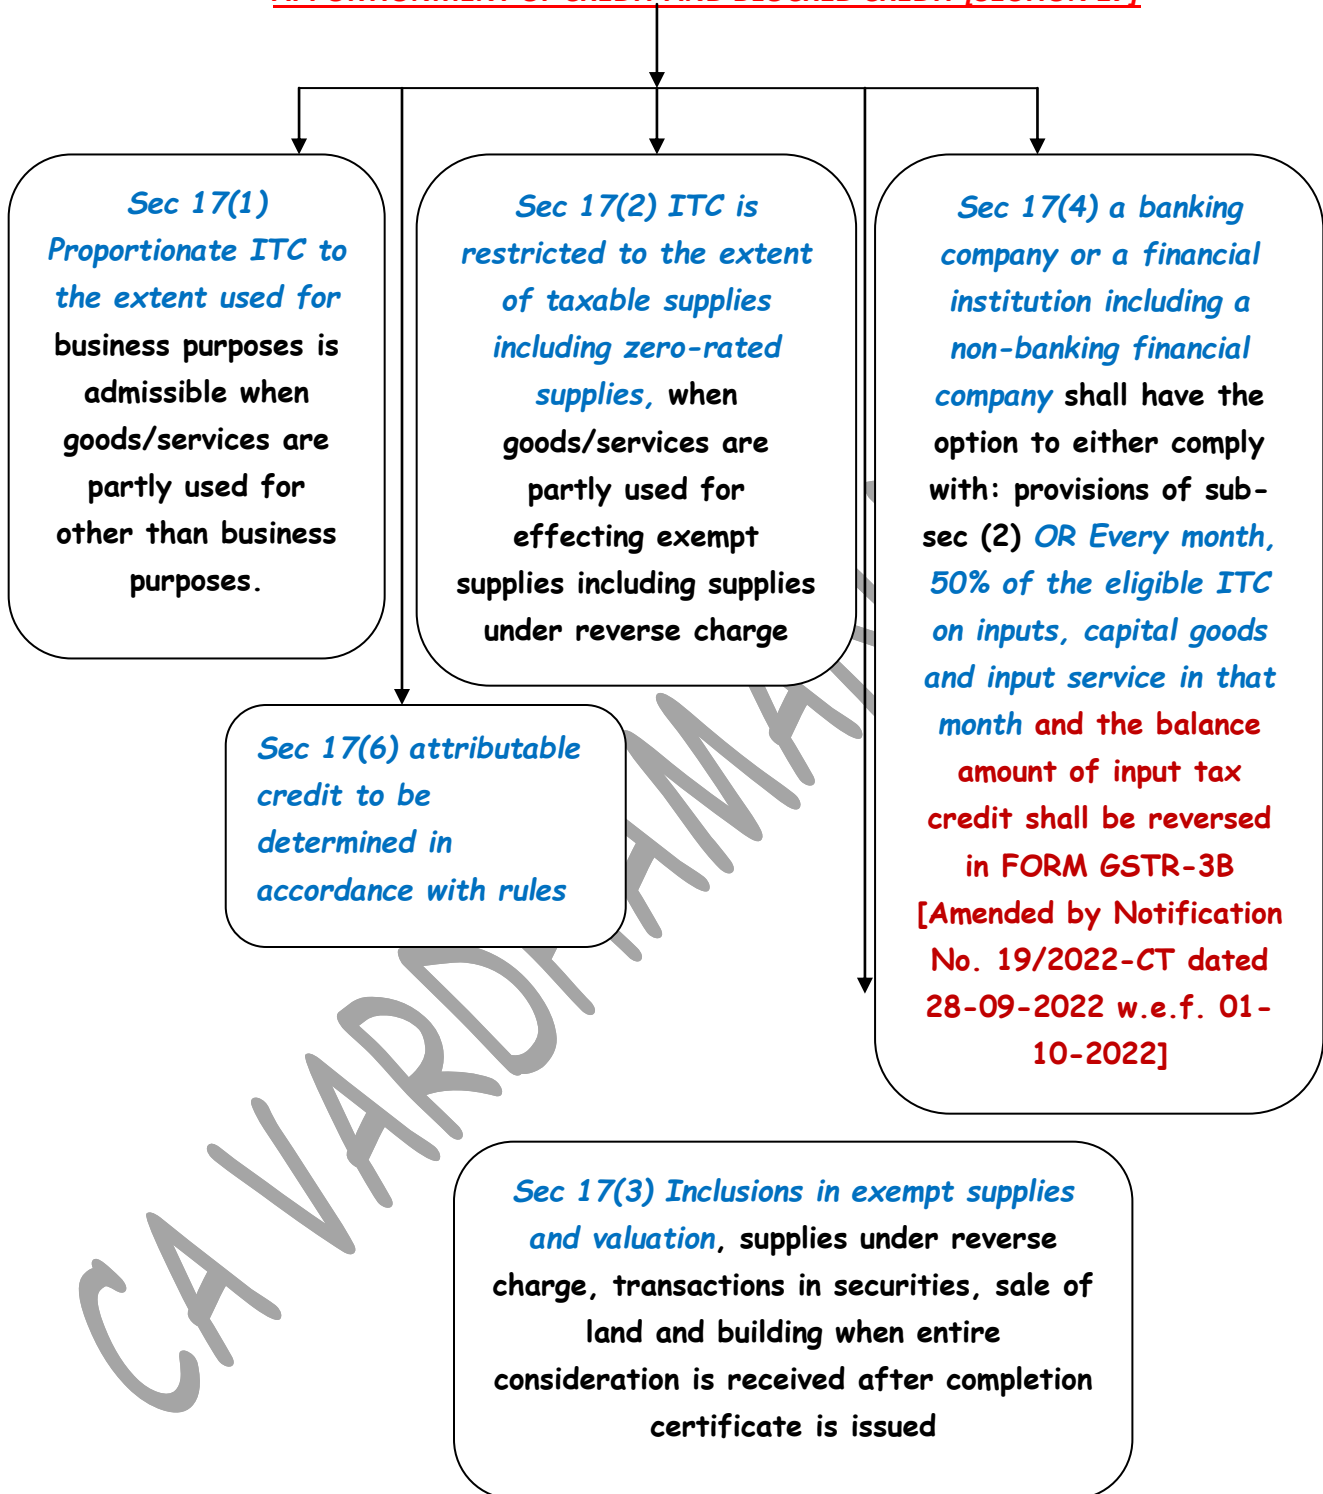 APPORTIONMENT OF CREDIT AND BLOCKED CREDIT [SECTION 17]
Sec 17(1)
Proportionate ITC to
the extent used for
business purposes is
admissible when
goods/services are
partly used for
other than business
purposes.
Sec 17(2) ITC is
restricted to the extent
of taxable supplies
including zero-rated
supplies, when
goods/services are
partly used for
effecting exempt
supplies including supplies
under reverse charge
Sec 17(4) a banking
company or a financial
institution including a
non-banking financial
company shall have the
option to either comply
with: provisions of sub-
sec (2) OR Every month,
50% of the eligible ITC
on inputs, capital goods
and input service in that
month and the balance
amount of input tax
credit shall be reversed
in FORM GSTR-3B
[Amended by Notification
No. 19/2022-CT dated
28-09-2022 w.e.f. 01-
10-2022]
Sec 17(6) attributable
credit to be
determined in
accordance with rules
Sec 17(3) Inclusions in exempt supplies
and valuation, supplies under reverse
charge, transactions in securities, sale of
land and building when entire
consideration is received after completion
certificate is issued
CA